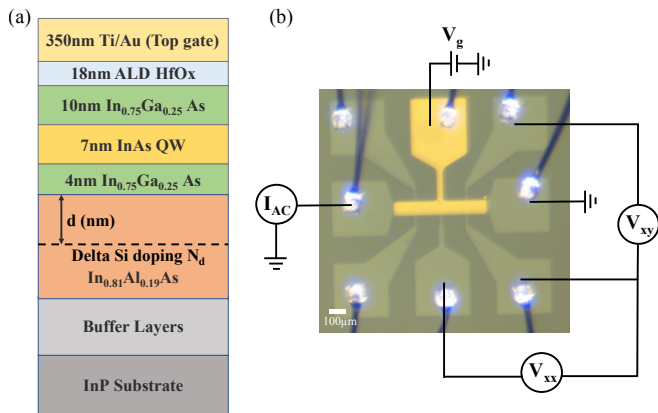 (a)
350nm Ti/Au (Top gate)
18nm ALD HfOx
10nm In0.75Ga0.25 As
7nm InAs QW
4nm In0.75Ga0.25 As
d (nm)
Delta Si doping Nd
In0.81Al0.19As
Buffer Layers
InP Substrate
(b)
Vg
IAC
Vxy
100µm
Vxx